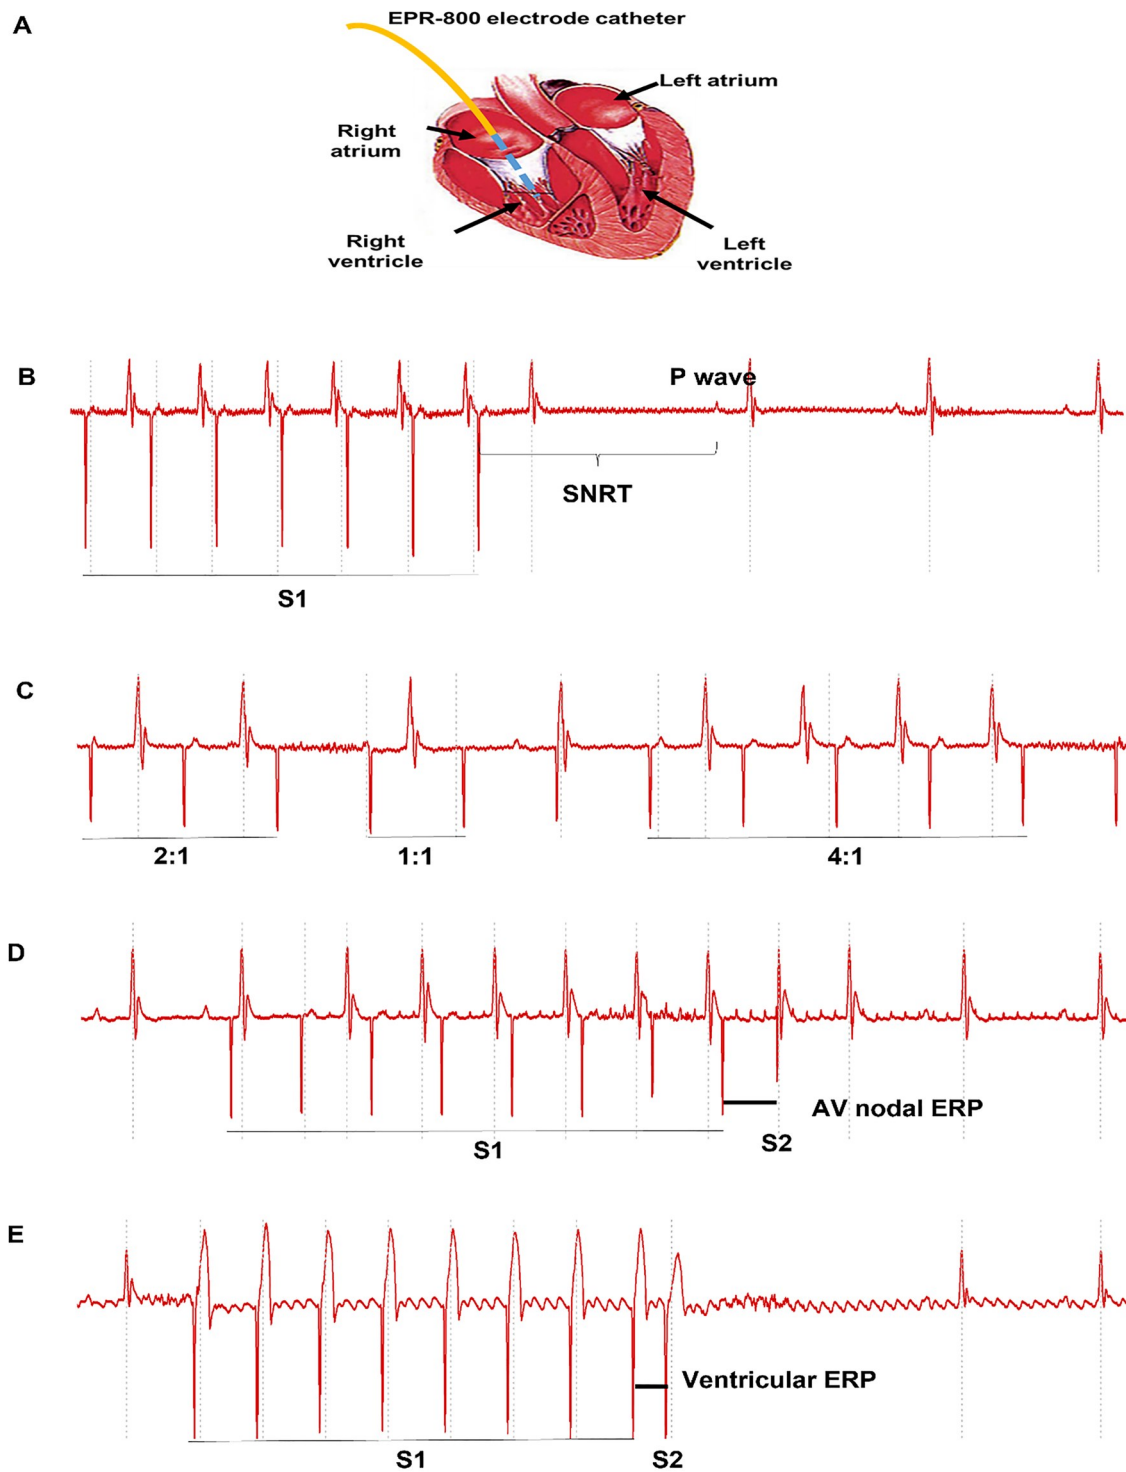 A
EPR-800 electrode catheter
Left atrium
Right
atrium
Right
ventricle
Left
ventricle
B
P wave
SNRT
S1
C
2:1
1:1
4:1
D
AV nodal ERP
S1
S2
E
Ventricular ERP
S1
S2